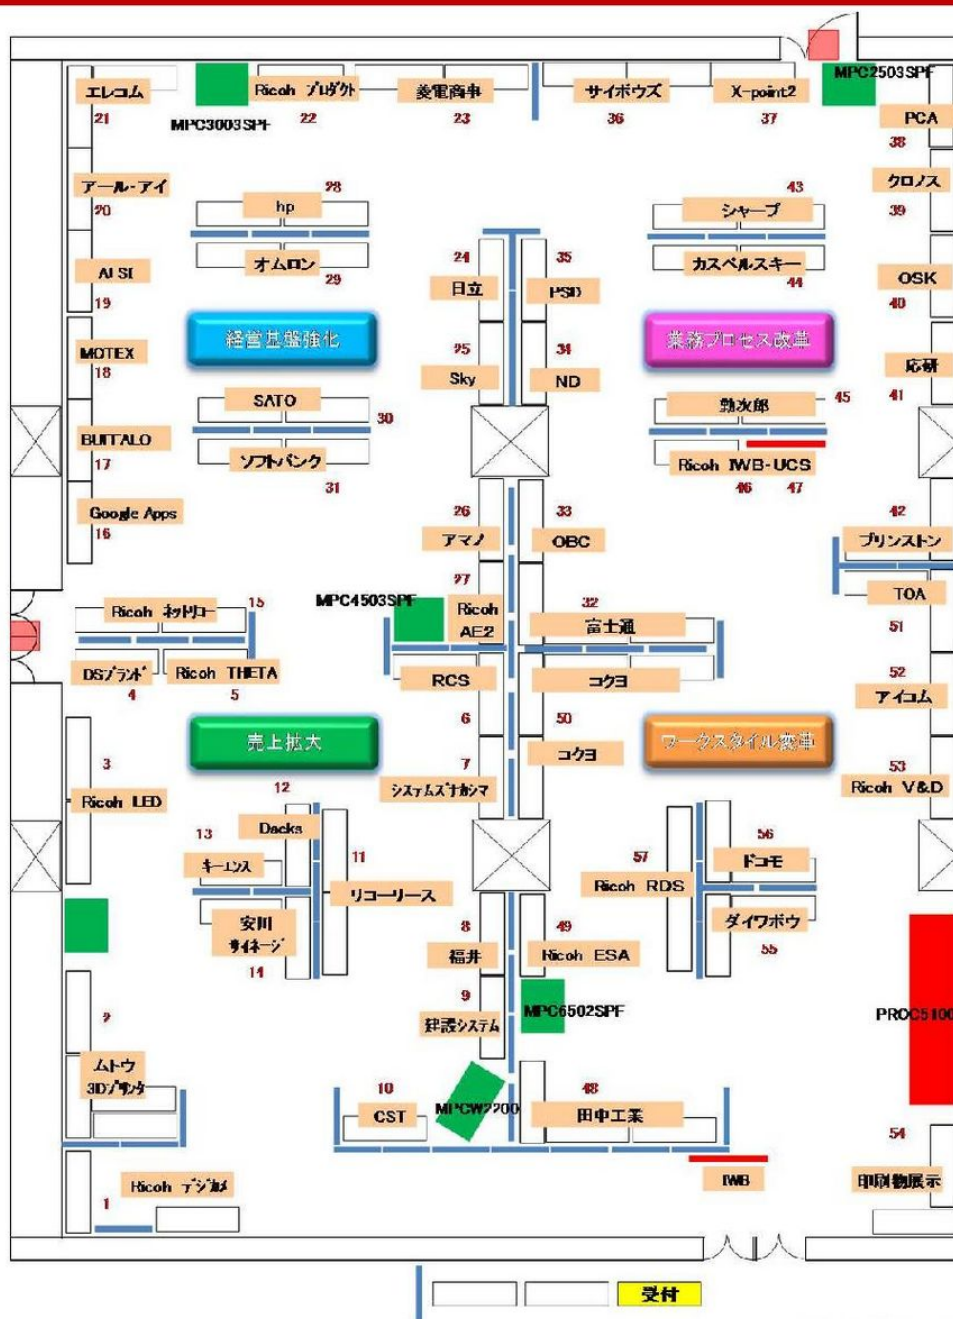 MPC2503SPF
エレコム
Ricoh プロダクト
菱電商事
サイボウズ
X-point2
PCA
21
MPC3003SPF
22
23
36
37
38
アール・アイ
20
28
hp
オムロン
29
43
シャープ
カスペルスキー
44
クロノス
39
ALSI
19
24
日立
35
PSD
OSK
40
経営基盤強化
業務プロセス改革
MOTEX
18
25
Sky
34
ND
応研
41
SATO
30
ソフトバンク
31
勤次郎
45
Ricoh IWB-UCS
46
47
BUFFALO
17
Google Apps
16
26
アマノ
33
OBC
42
プリンストン
TOA
51
27
MPC4503SPF
Ricoh
AE2
32
富士通
15
Ricoh ネットリコー
DSブランド
4
Ricoh THETA
5
RCS
6
コクヨ
50
52
アイコム
売上拡大
ワークスタイル変革
コクヨ
3
Ricoh LED
7
システムズナカシマ
53
Ricoh V&D
12
Dacks
13
キーエンス
11
リコーリース
安川
サイネージ
14
57
Ricoh RDS
56
ドコモ
ダイワボウ
55
8
福井
49
Ricoh ESA
9
建設システム
MPC6502SPF
PROC5100
2
ムトウ
3Dプリンタ
10
CST
MPCW2200
48
田中工業
54
印刷物展示
IWB
Ricoh デジカメ
1
受付